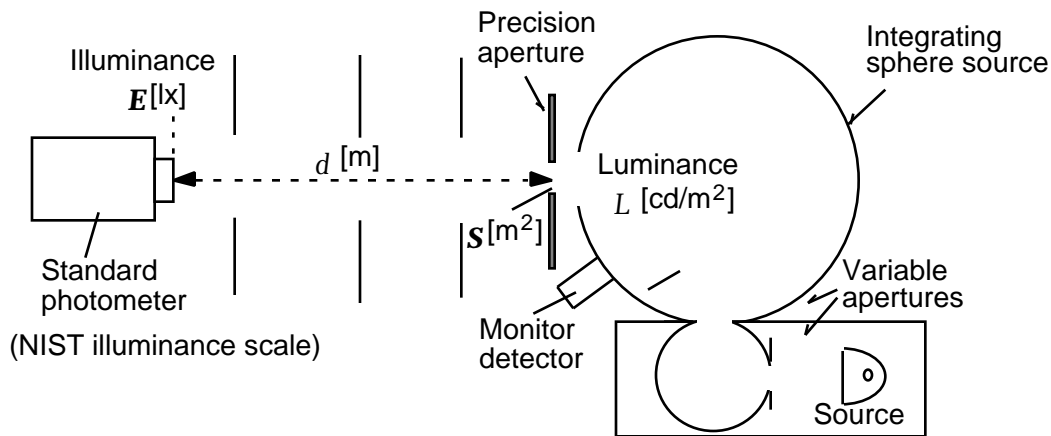 Precision
aperture
Integrating
sphere source
Illuminance
E[lx]
d [m]
Luminance
L [cd/m2]
S[m2]
Standard
photometer
(NIST illuminance scale)
Monitor
detector
Variable
apertures
Source